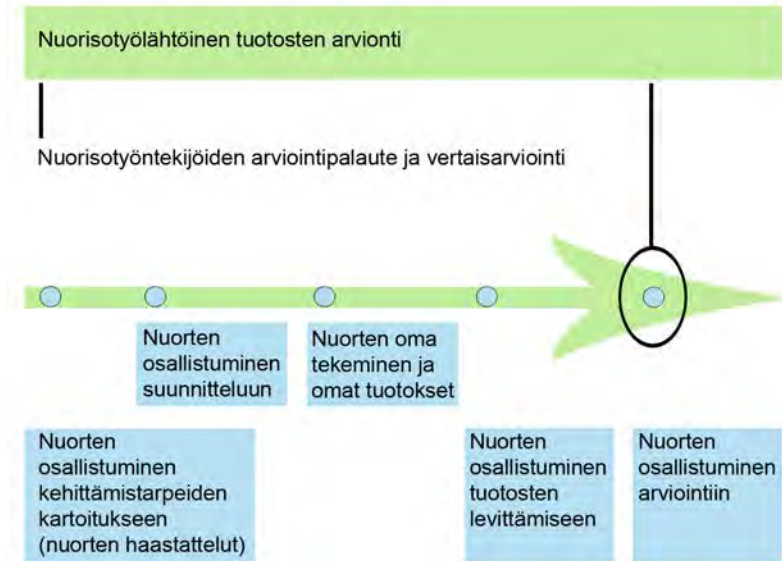 Nuorisotyölähtöinen tuotosten arvionti
Nuorisotyöntekijöiden arviointipalaute ja vertaisarviointi
Nuorten
osallistuminen
suunnitteluun
Nuorten oma
tekeminen ja
omat tuotokset
Nuorten
osallistuminen
kehittämistarpeiden
kartoitukseen
(nuorten haastattelut)
Nuorten
osallistuminen
tuotosten
levittämiseen
Nuorten
osallistuminen
arviointiin